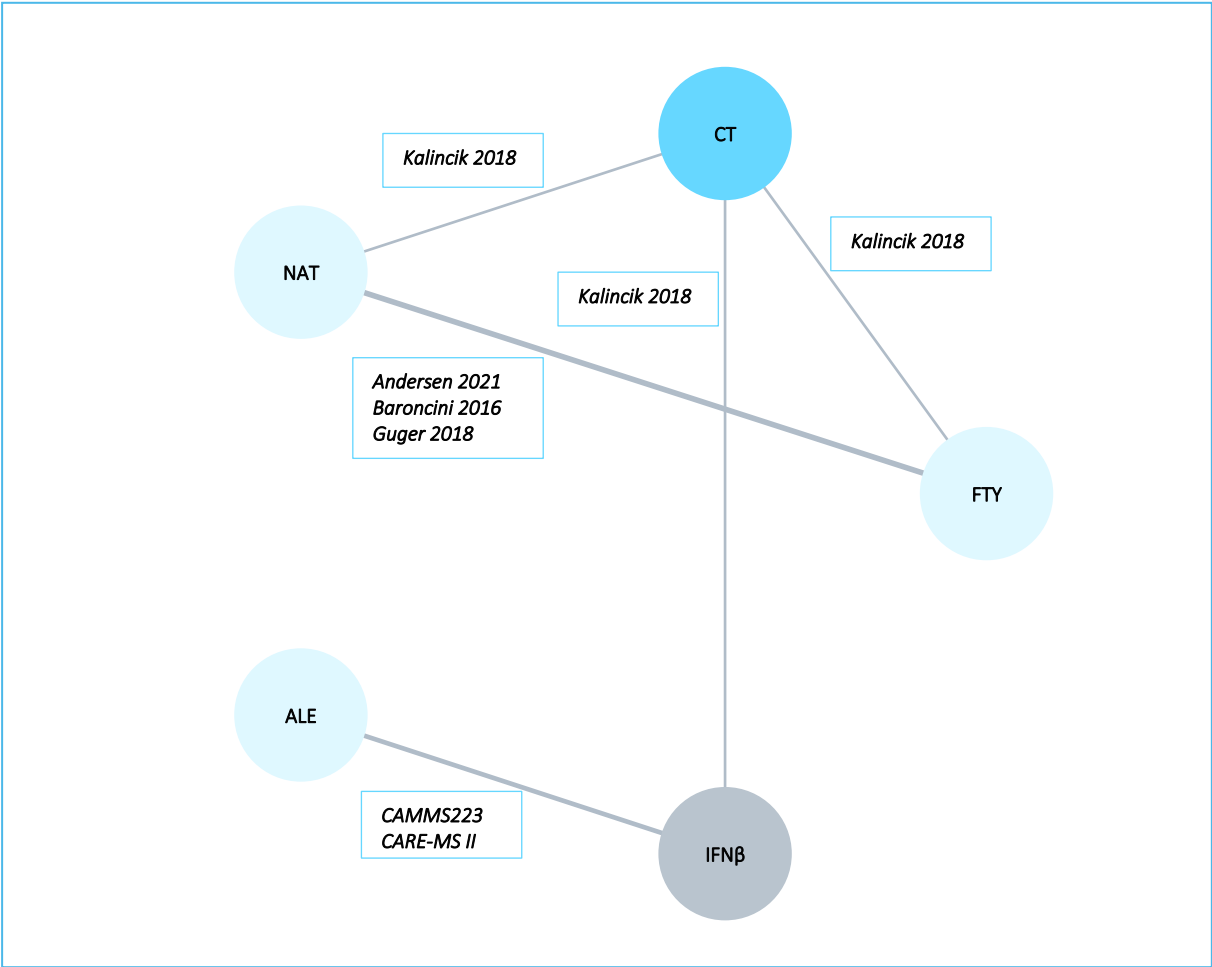 CT
Kalincik 2018
Kalincik 2018
NAT
Kalincik 2018
Andersen 2021
Baroncini 2016
Guger 2018
FTY
ALE
CAMMS223
CARE-MS II
IFNβ